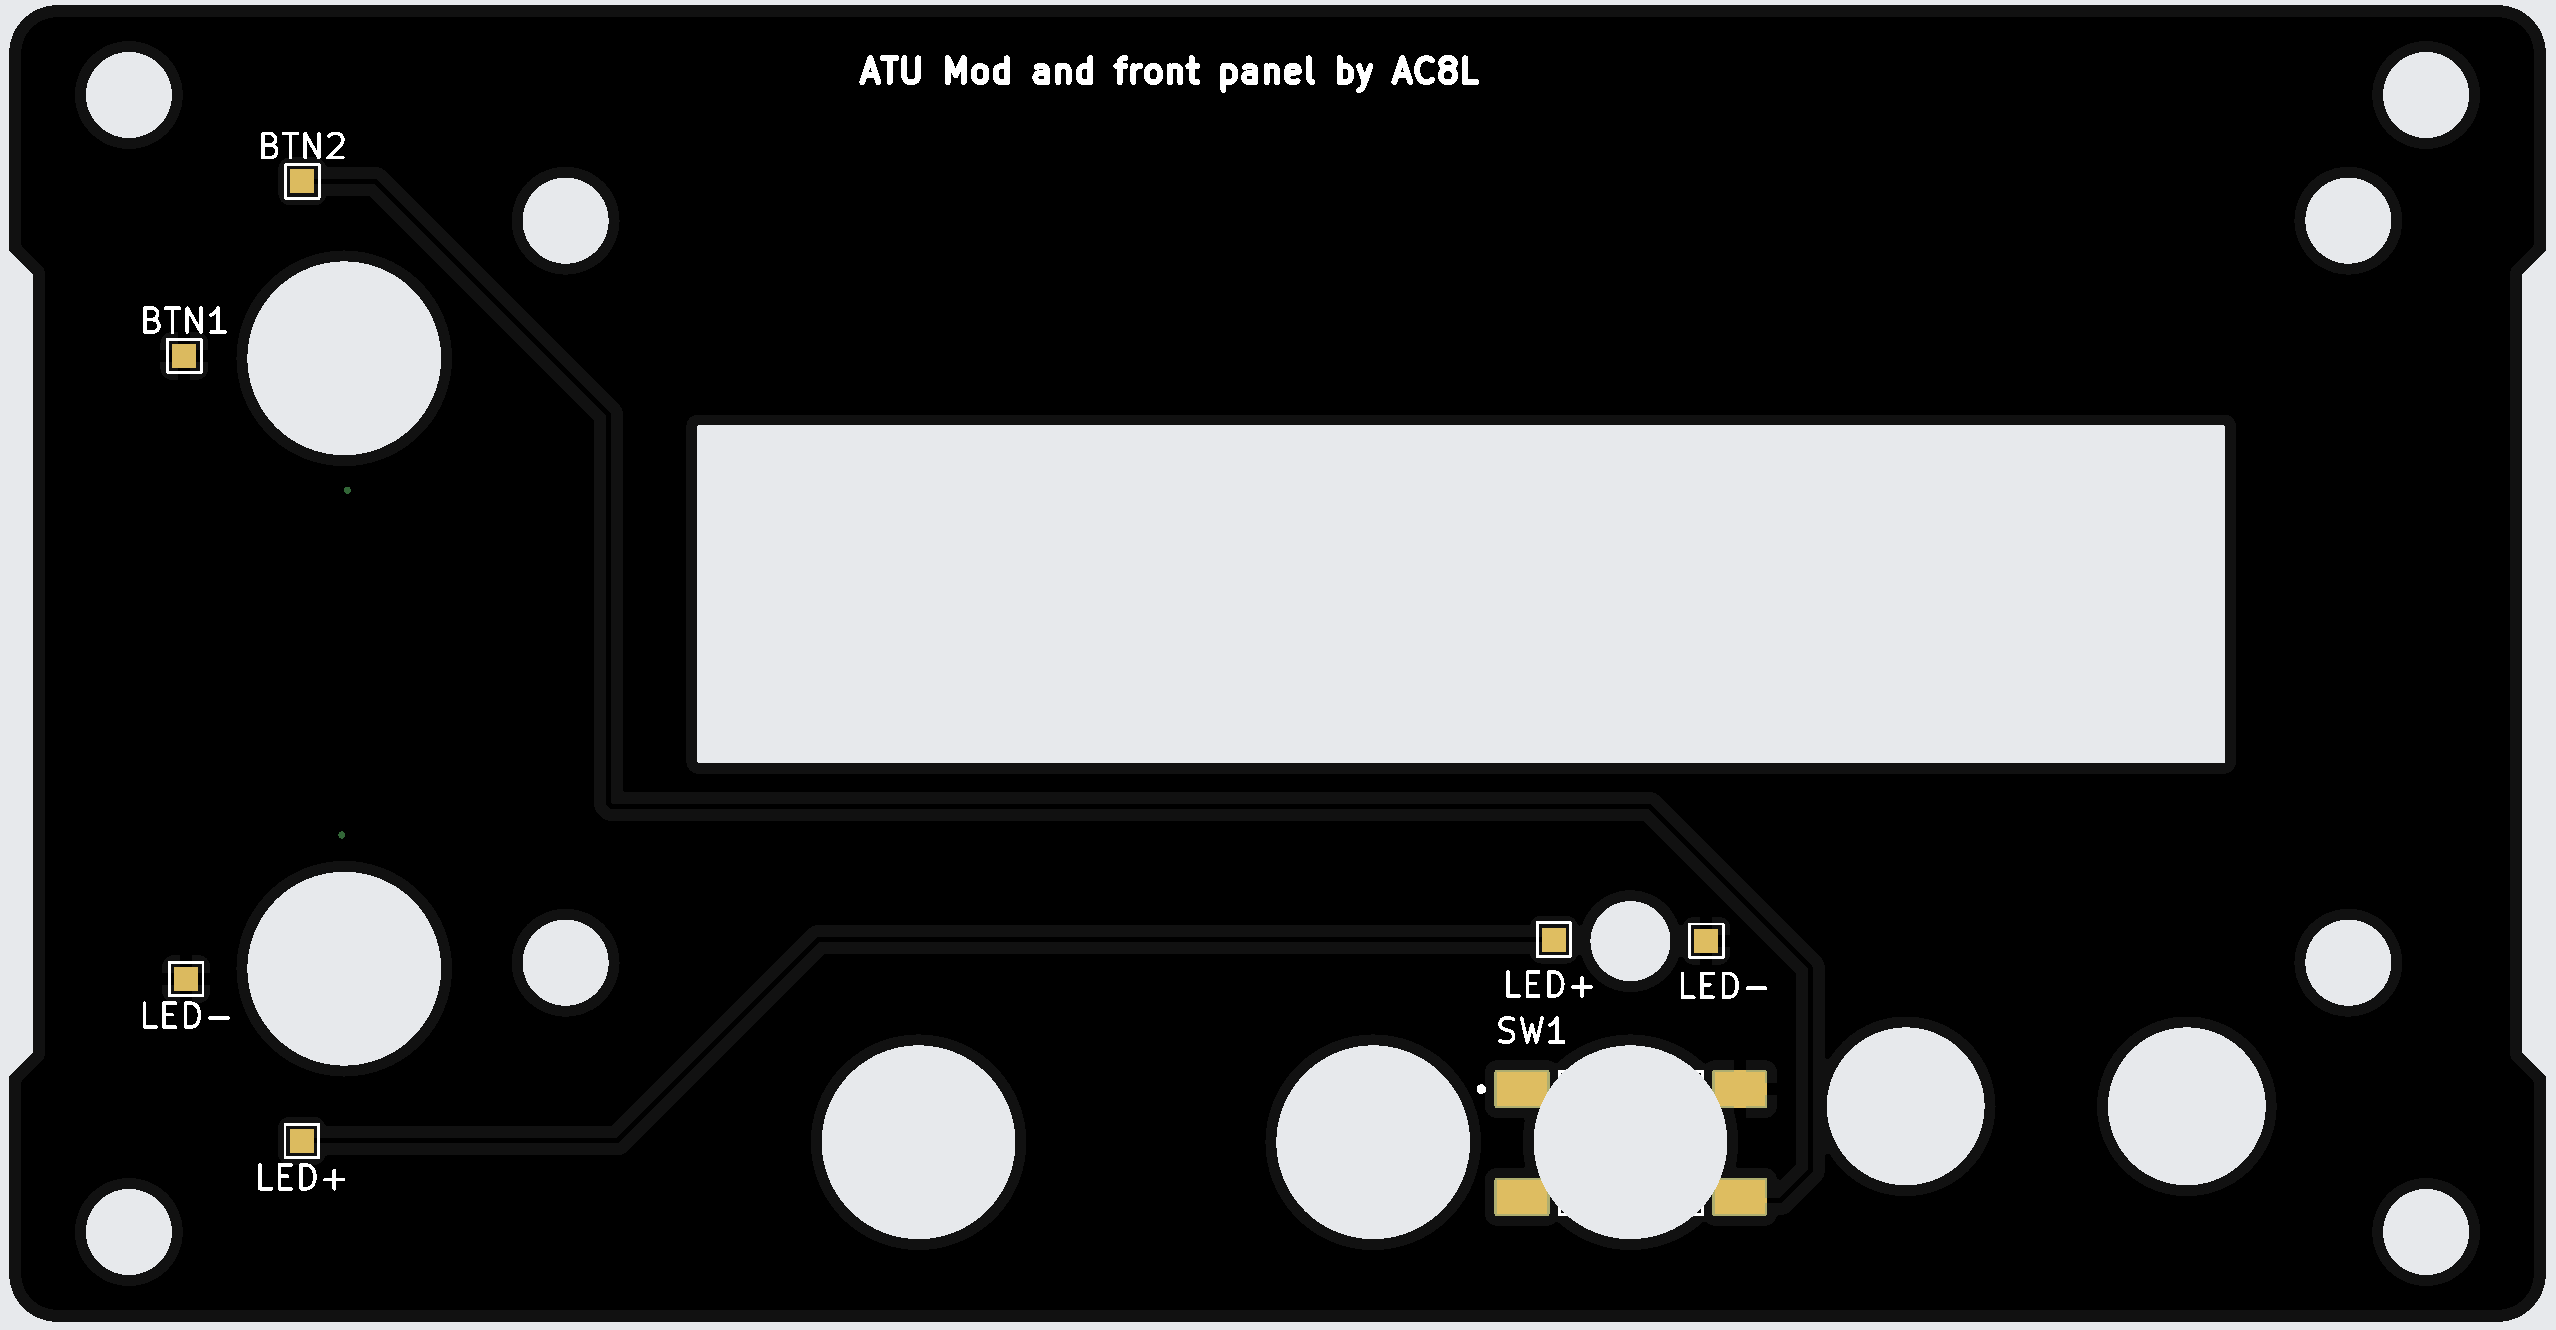 ATU Mod and front panel by AC8L
BTN2
BTN1
LED+
LED-
LED-
SW1
LED+